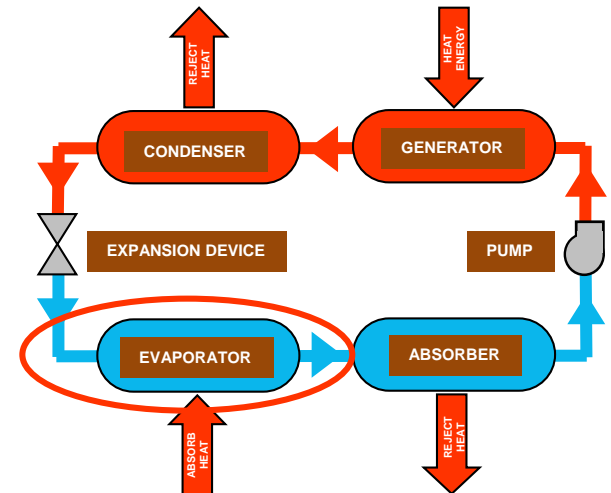 REJECT
HEAT
HEAT
ENERGY
CONDENSER
GENERATOR
EXPANSION DEVICE
PUMP
EVAPORATOR
ABSORBER
ABSORB
HEAT
REJECT
HEAT